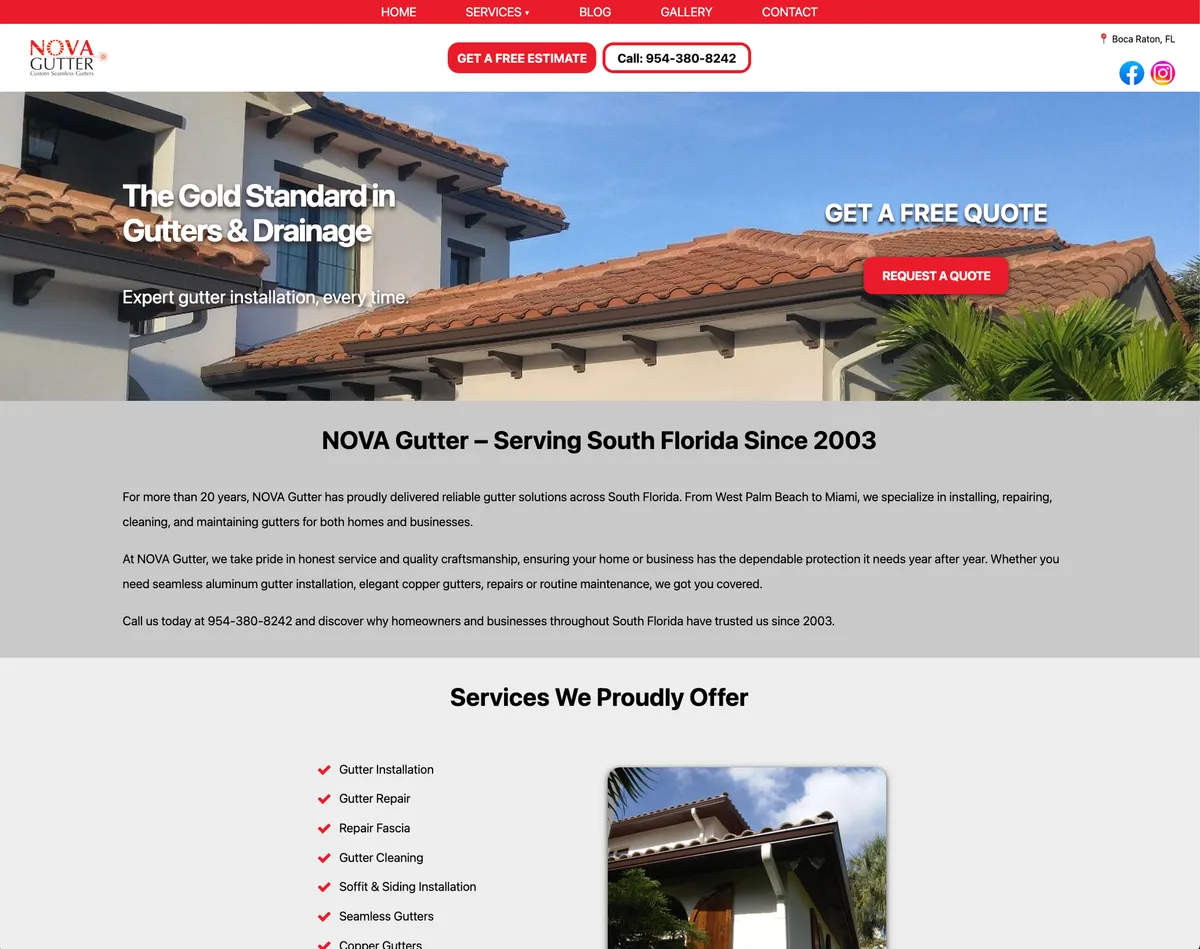 HOME SERVICES ▾ BLOG GALLERY CONTACT
NOVA
GUTTER
Custom Seamless Gutters
GET A FREE ESTIMATE
Call: 954-380-8242
Boca Raton, FL
The Gold Standard in
Gutters & Drainage
Expert gutter installation, every time.
GET A FREE QUOTE
REQUEST A QUOTE
NOVA Gutter – Serving South Florida Since 2003
For more than 20 years, NOVA Gutter has proudly delivered reliable gutter solutions across South Florida. From West Palm Beach to Miami, we specialize in installing, repairing,
cleaning, and maintaining gutters for both homes and businesses.
At NOVA Gutter, we take pride in honest service and quality craftsmanship, ensuring your home or business has the dependable protection it needs year after year. Whether you
need seamless aluminum gutter installation, elegant copper gutters, repairs or routine maintenance, we got you covered.
Call us today at 954-380-8242 and discover why homeowners and businesses throughout South Florida have trusted us since 2003.
Services We Proudly Offer
Gutter Installation
Gutter Repair
Repair Fascia
Gutter Cleaning
Soffit & Siding Installation
Seamless Gutters
Copper Gutters